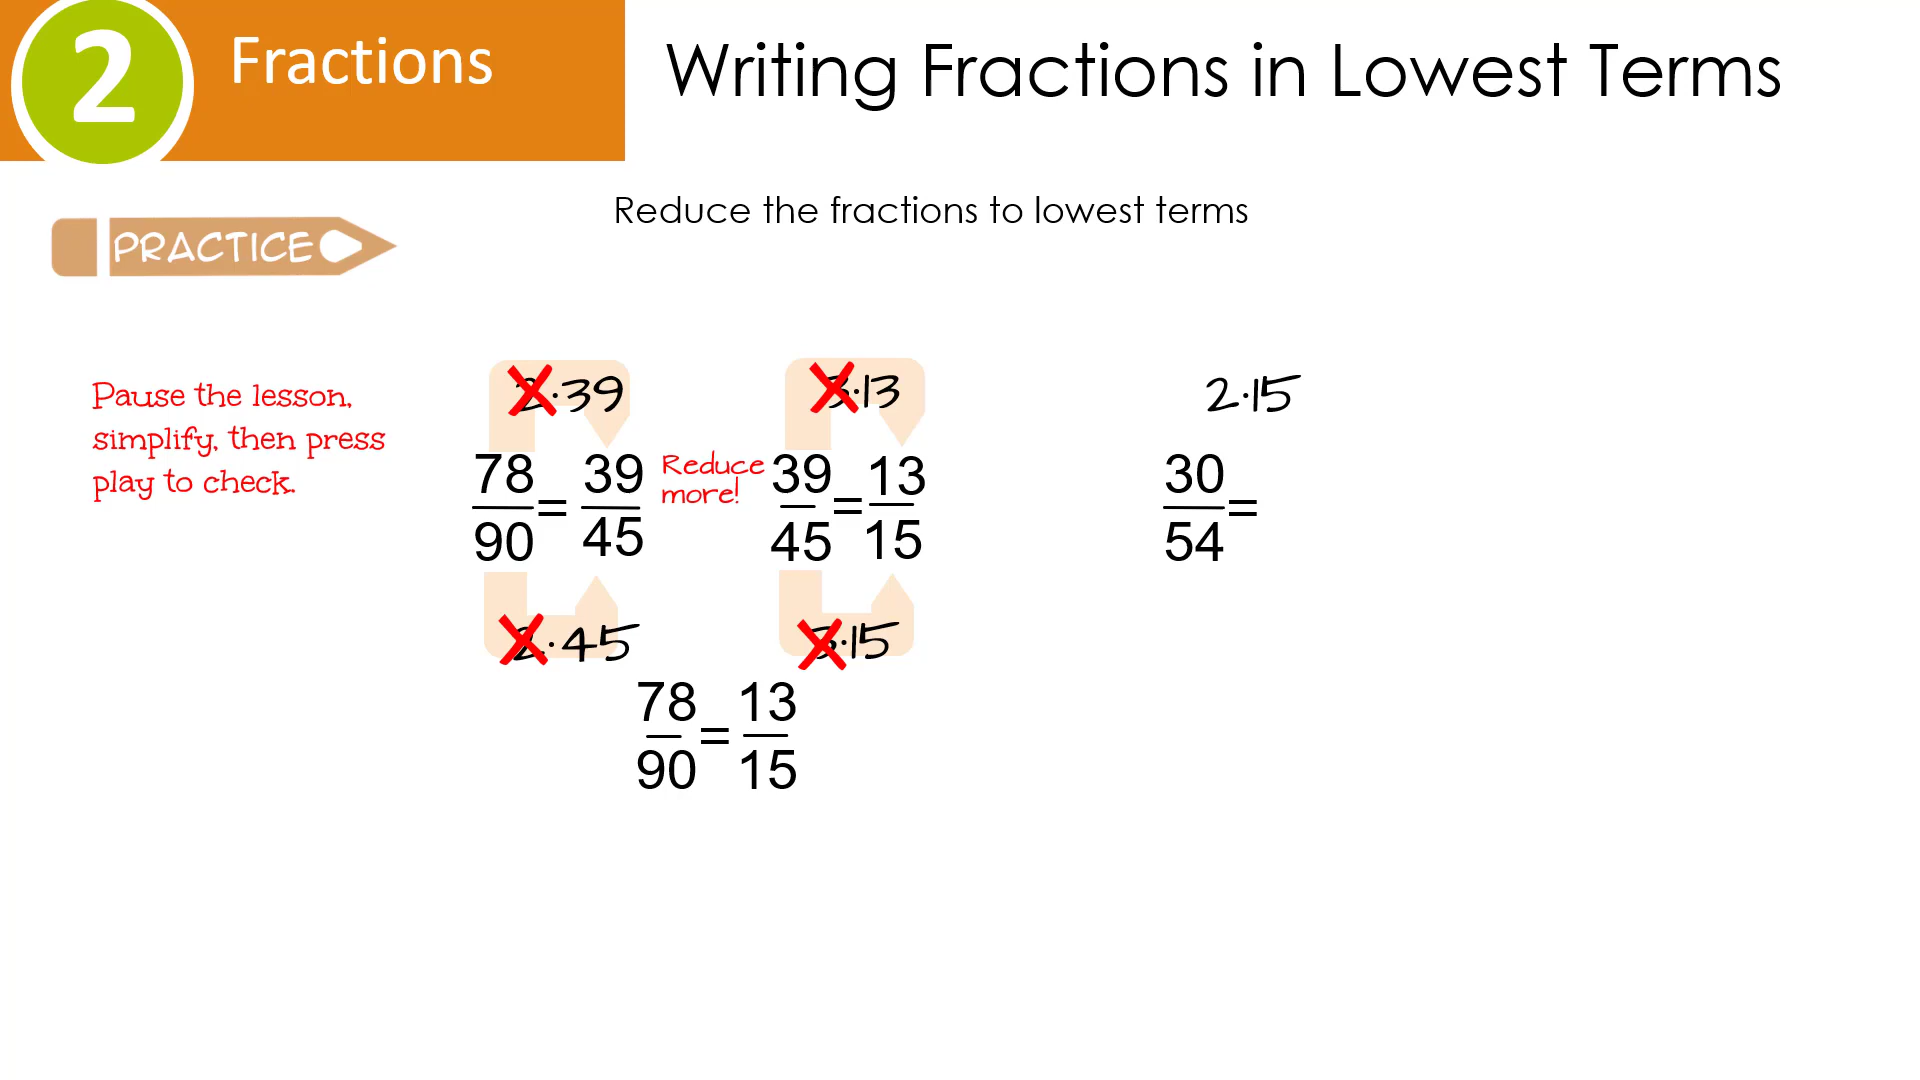 2 Fractions
Writing Fractions in Lowest Terms
Reduce the fractions to lowest terms
PRACTICE
Pause the lesson,
simplify, then press
play to check.
2·39
78/90 = 39/45
2·45
Reduce
more!
3·13
39/45 = 13/15
3·15
78/90 = 13/15
2·15
30/54 =